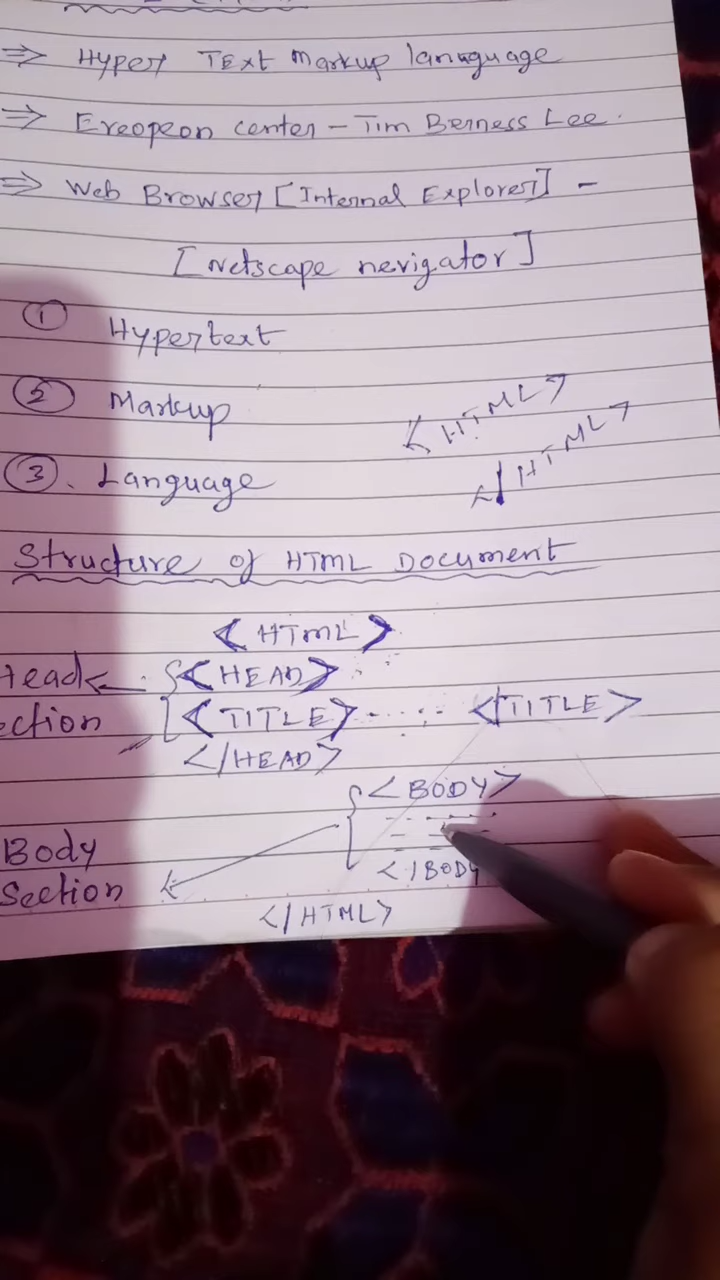 ⇒ Hyper TExt Markup lanuguage
⇒ Ereopeon center - Tim Berness Lee.
⇒ Web Browser [Internal Explorer] -
[Netscape nevigator]
① Hypertext
② Markup
③. Language
<HTML>
</HTML>
Structure of HTML Document
<HTML>
Head ection
<HEAD>
<TITLE> - - - - - </TITLE>
</HEAD>
Body Section
<BODY>
</BODY
</HTML>